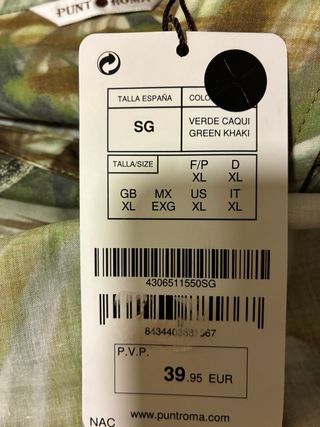 PUNT ROMA
TALLA ESPAÑA
SG
VERDE CAQUI
GREEN KHAKI
TALLA/SIZE
F/P D
XL XL
GB MX US IT
XL EXG XL XL
4306511550SG
P.V.P.
39.95 EUR
www.puntroma.com
NAC